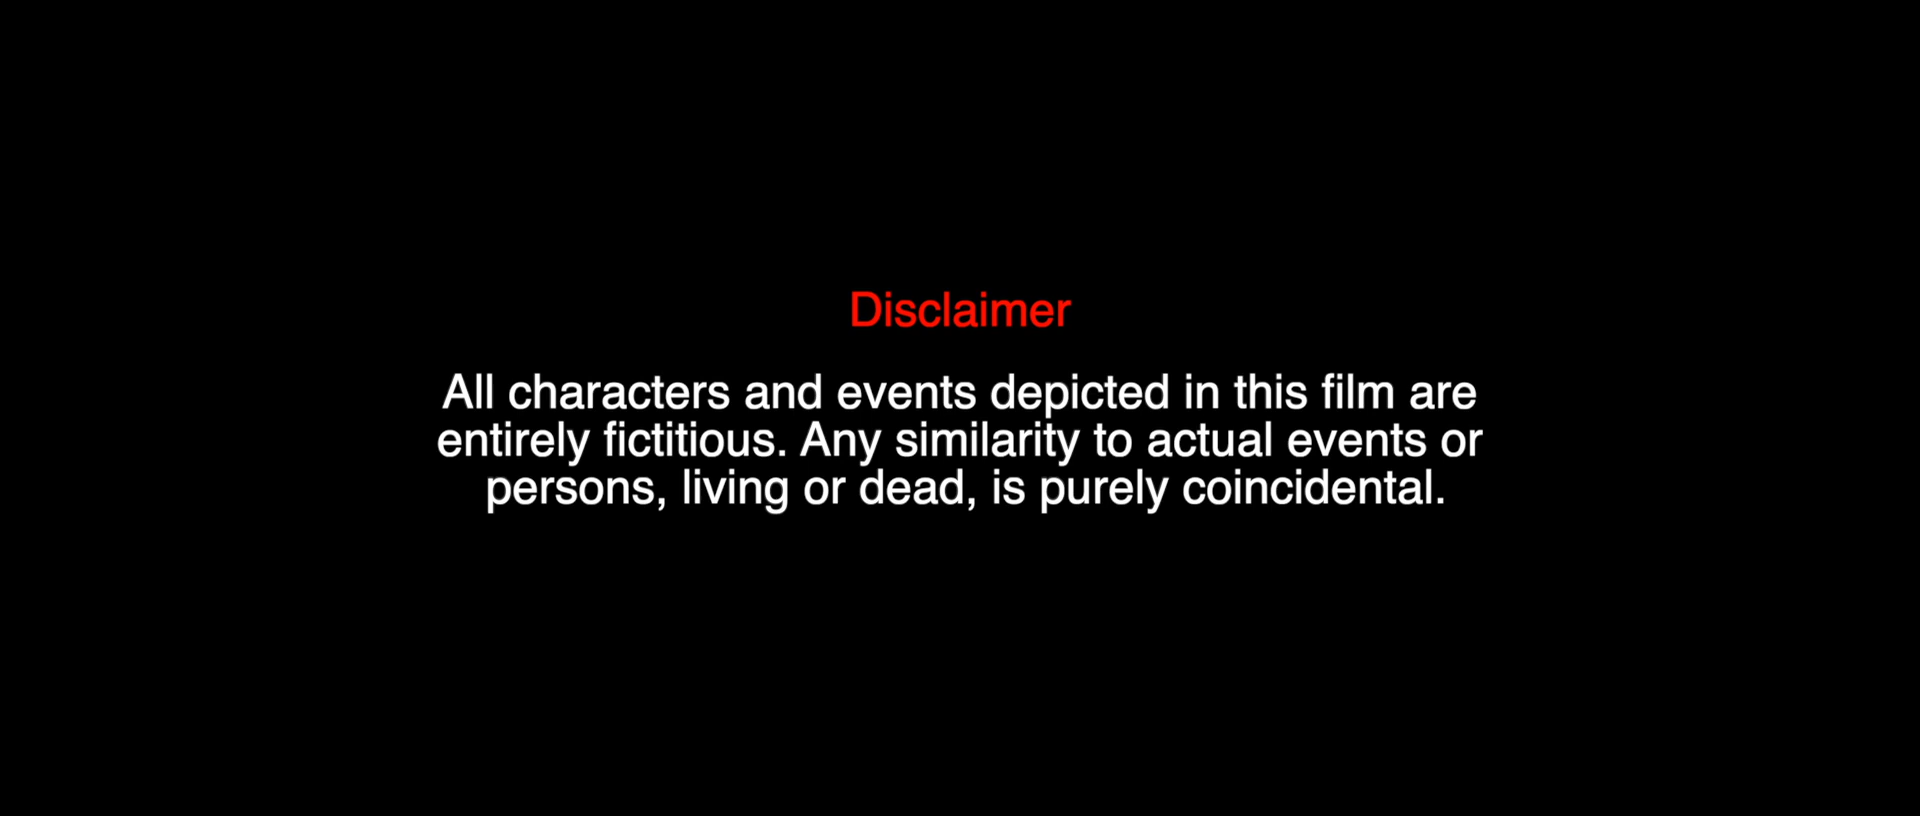 Disclaimer
All characters and events depicted in this film are
entirely fictitious. Any similarity to actual events or
persons, living or dead, is purely coincidental.